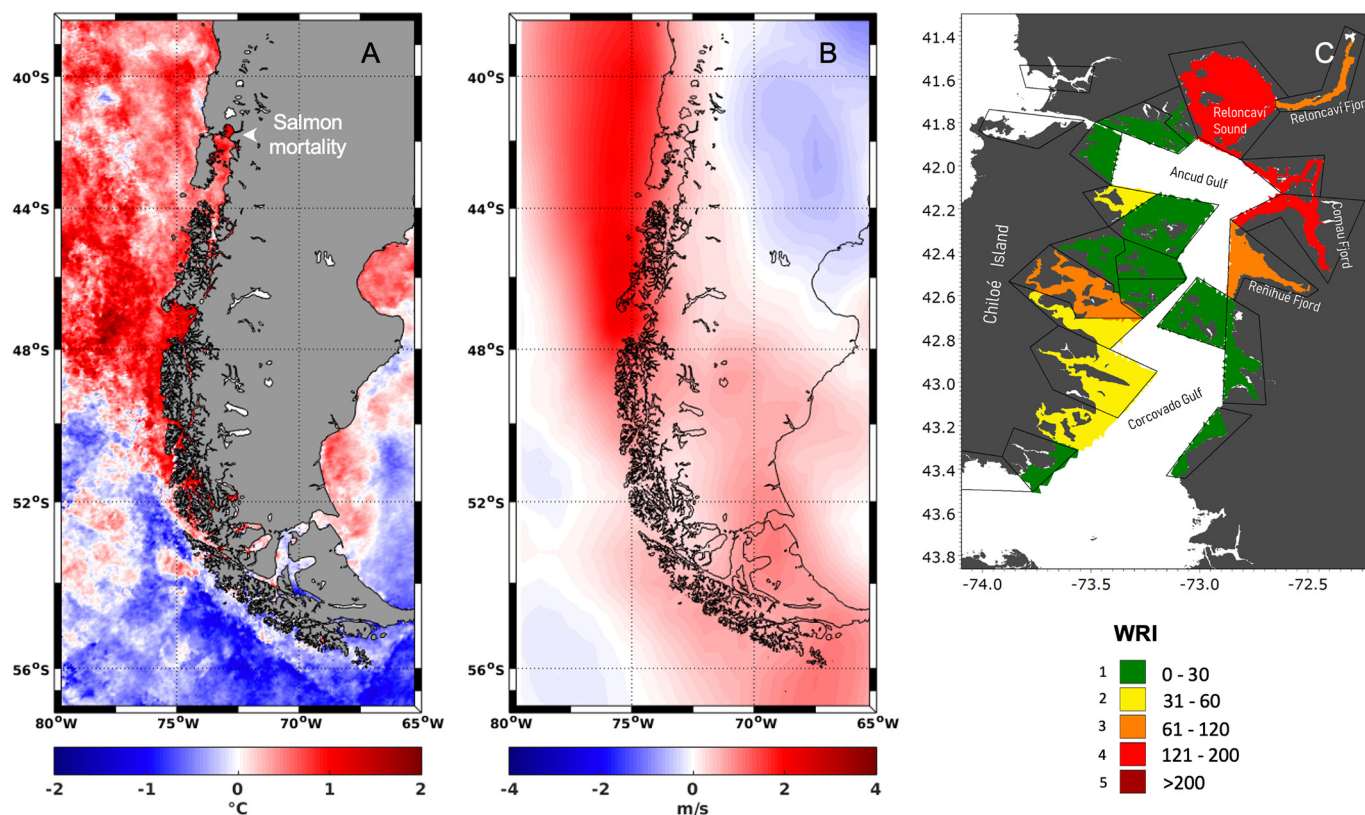 A
Salmon
mortality
40°S
44°S
48°S
52°S
56°S
80°W 75°W 70°W 65°W
-2 -1 0 1 2
°C
B
40°S
44°S
48°S
52°S
56°S
80°W 75°W 70°W 65°W
-4 -2 0 2 4
m/s
C
41.4
41.6
41.8
42.0
42.2
42.4
42.6
42.8
43.0
43.2
43.4
43.6
43.8
-74.0 -73.5 -73.0 -72.5
Reloncaví
Sound
Reloncaví Fjord
Ancud Gulf
Comau Fjord
Reñihué Fjord
Chiloé Island
Corcovado Gulf
WRI
1 0 - 30
2 31 - 60
3 61 - 120
4 121 - 200
5 >200